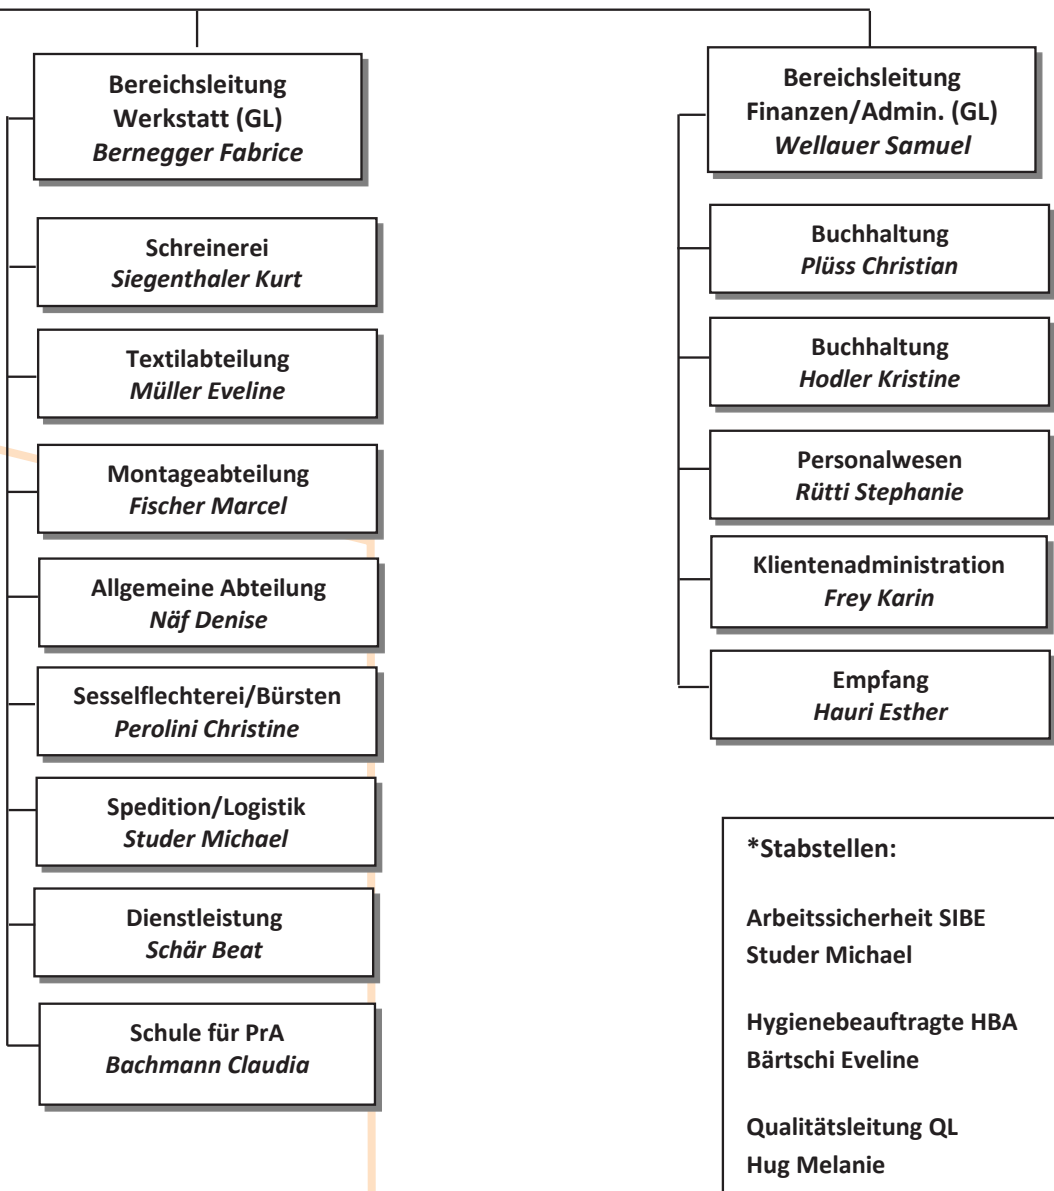 Bereichsleitung
Werkstatt (GL)
Bernegger Fabrice
Schreinerei
Siegenthaler Kurt
Textilabteilung
Müller Eveline
Montageabteilung
Fischer Marcel
Allgemeine Abteilung
Näf Denise
Sesselflechterei/Bürsten
Perolini Christine
Spedition/Logistik
Studer Michael
Dienstleistung
Schär Beat
Schule für PrA
Bachmann Claudia
Bereichsleitung
Finanzen/Admin. (GL)
Wellauer Samuel
Buchhaltung
Plüss Christian
Buchhaltung
Hodler Kristine
Personalwesen
Rütti Stephanie
Klientenadministration
Frey Karin
Empfang
Hauri Esther
*Stabstellen:
Arbeitssicherheit SIBE
Studer Michael
Hygienebeauftragte HBA
Bärtschi Eveline
Qualitätsleitung QL
Hug Melanie